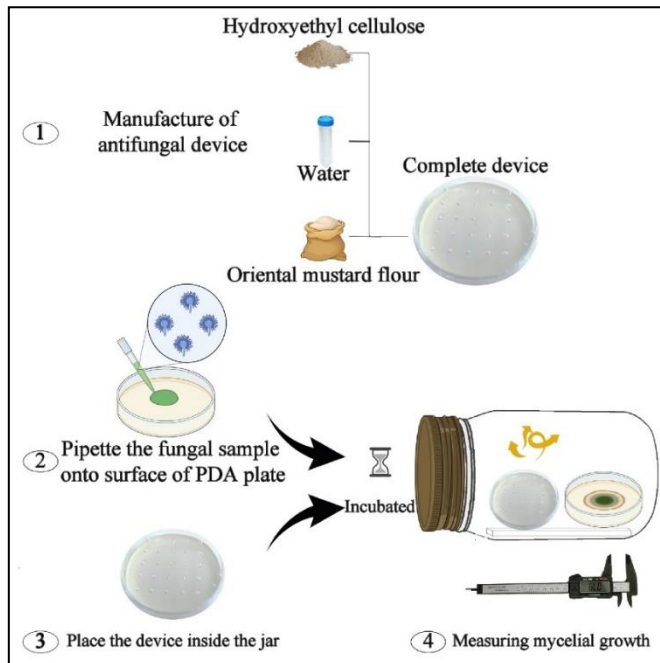 Hydroxyethyl cellulose
1
Manufacture of
antifungal device
Water
Complete device
Oriental mustard flour
2
Pipette the fungal sample
onto surface of PDA plate
Incubated
3
Place the device inside the jar
4
Measuring mycelial growth